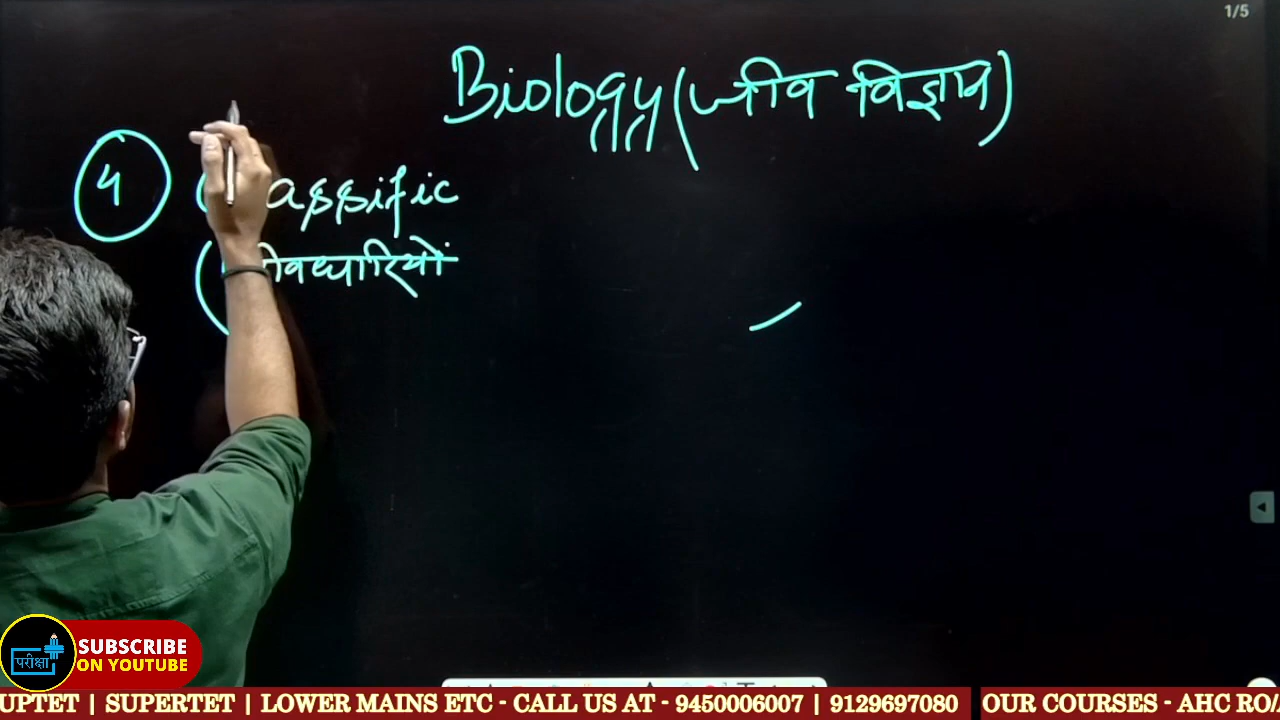 1/5
Biology (जीव विज्ञान)
4
assific
वधारियों
परीक्षा
SUBSCRIBE
ON YOUTUBE
UPTET | SUPERTET | LOWER MAINS ETC - CALL US AT - 9450006007 | 9129697080 | OUR COURSES - AHC RO/